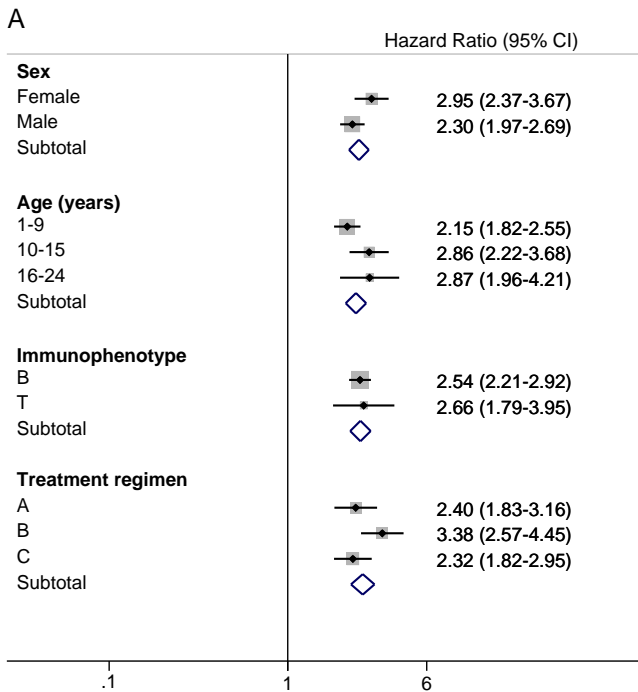 A
Hazard Ratio (95% CI)
Sex
Female 2.95 (2.37-3.67)
Male 2.30 (1.97-2.69)
Subtotal
Age (years)
1-9 2.15 (1.82-2.55)
10-15 2.86 (2.22-3.68)
16-24 2.87 (1.96-4.21)
Subtotal
Immunophenotype
B 2.54 (2.21-2.92)
T 2.66 (1.79-3.95)
Subtotal
Treatment regimen
A 2.40 (1.83-3.16)
B 3.38 (2.57-4.45)
C 2.32 (1.82-2.95)
Subtotal
.1 1 6